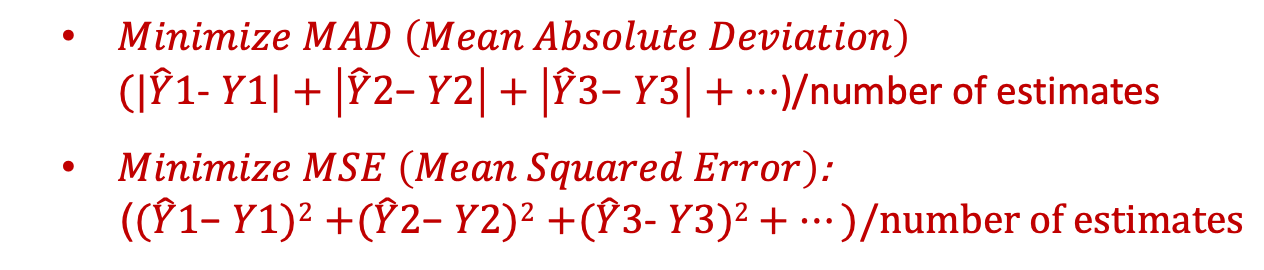 • Minimize MAD (Mean Absolute Deviation)
(|Ŷ1- Y1| + |Ŷ2– Y2| + |Ŷ3– Y3| + ⋯)/number of estimates
• Minimize MSE (Mean Squared Error):
((Ŷ1– Y1)² +(Ŷ2– Y2)² +(Ŷ3- Y3)² + ⋯ )/number of estimates